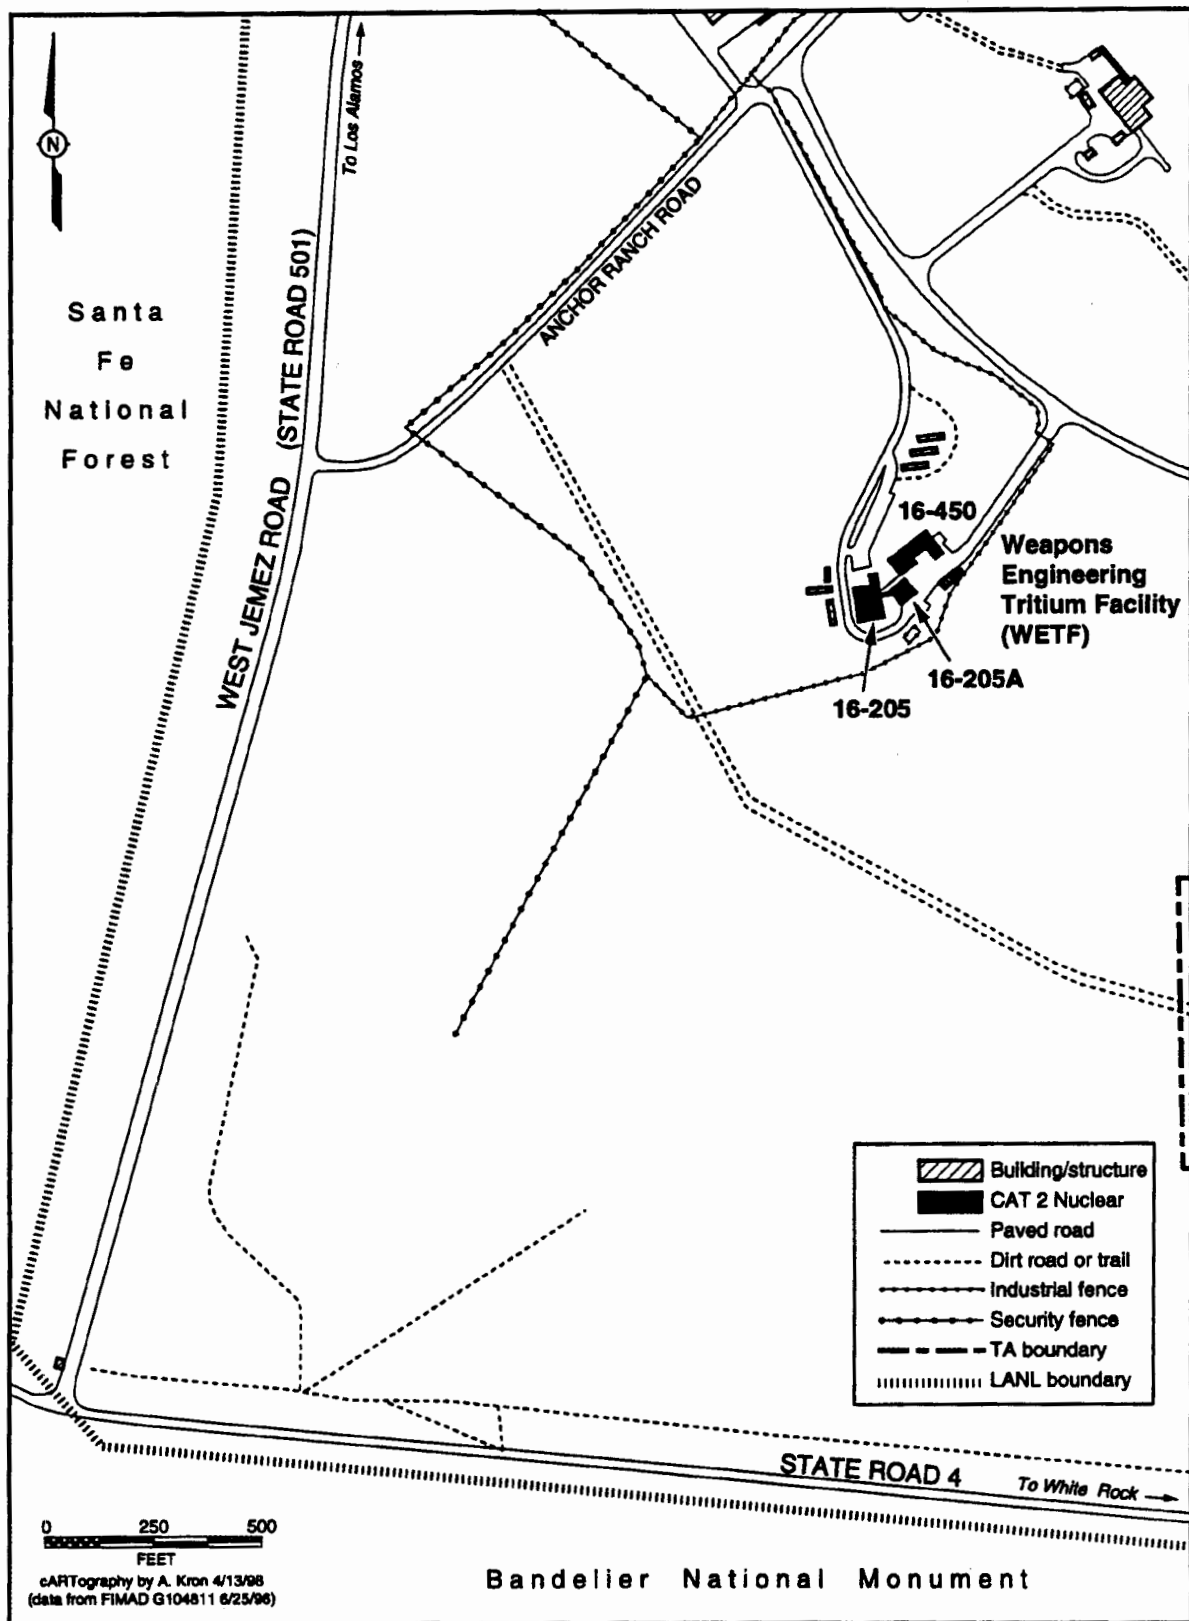 To Los Alamos
N
Santa
Fe
National
Forest
WEST JEMEZ ROAD (STATE ROAD 501)
ANCHOR RANCH ROAD
16-450
Weapons
Engineering
Tritium Facility
(WETF)
16-205A
16-205
Building/structure
CAT 2 Nuclear
Paved road
Dirt road or trail
Industrial fence
Security fence
TA boundary
LANL boundary
STATE ROAD 4
To White Rock
0 250 500
FEET
cARTography by A. Kron 4/13/98
(data from FIMAD G104811 6/25/96)
Bandelier National Monument